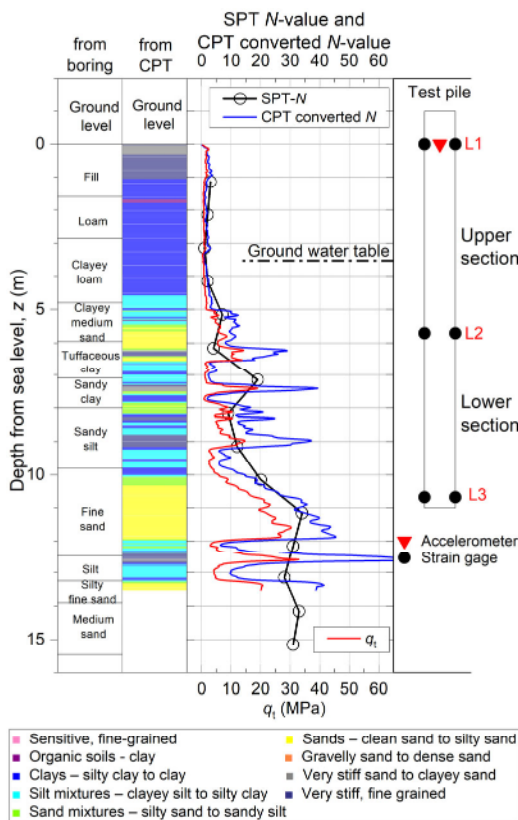 SPT N-value and
CPT converted N-value
from boring
from CPT
0 10 20 30 40 50 60
Test pile
Ground level
Ground level
SPT-N
CPT converted N
0
L1
Fill
Loam
Upper section
Clayey loam
Ground water table
5
Clayey medium sand
L2
Tuffaceous clay
Sandy clay
Lower section
Sandy silt
10
L3
Fine sand
Accelerometer
Strain gage
Silt
Silty fine sand
Medium sand
15
qt
Depth from sea level, z (m)
0 10 20 30 40 50 60
qt (MPa)
Sensitive, fine-grained
Organic soils - clay
Clays – silty clay to clay
Silt mixtures – clayey silt to silty clay
Sand mixtures – silty sand to sandy silt
Sands – clean sand to silty sand
Gravelly sand to dense sand
Very stiff sand to clayey sand
Very stiff, fine grained